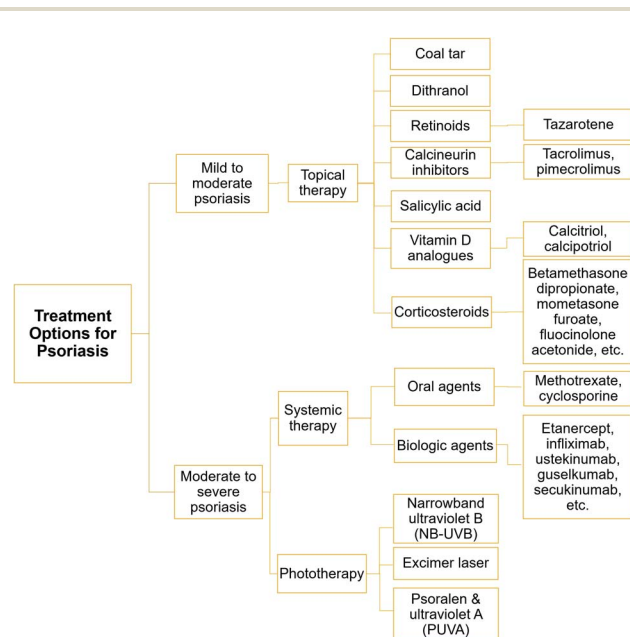 Treatment
Options for
Psoriasis
Mild to
moderate
psoriasis
Topical
therapy
Coal tar
Dithranol
Retinoids
Tazarotene
Calcineurin
inhibitors
Tacrolimus,
pimecrolimus
Salicylic acid
Vitamin D
analogues
Calcitriol,
calcipotriol
Corticosteroids
Betamethasone
dipropionate,
mometasone
furoate,
fluocinolone
acetonide, etc.
Moderate to
severe
psoriasis
Systemic
therapy
Oral agents
Methotrexate,
cyclosporine
Biologic agents
Etanercept,
infliximab,
ustekinumab,
guselkumab,
secukinumab,
etc.
Phototherapy
Narrowband
ultraviolet B
(NB-UVB)
Excimer laser
Psoralen &
ultraviolet A
(PUVA)